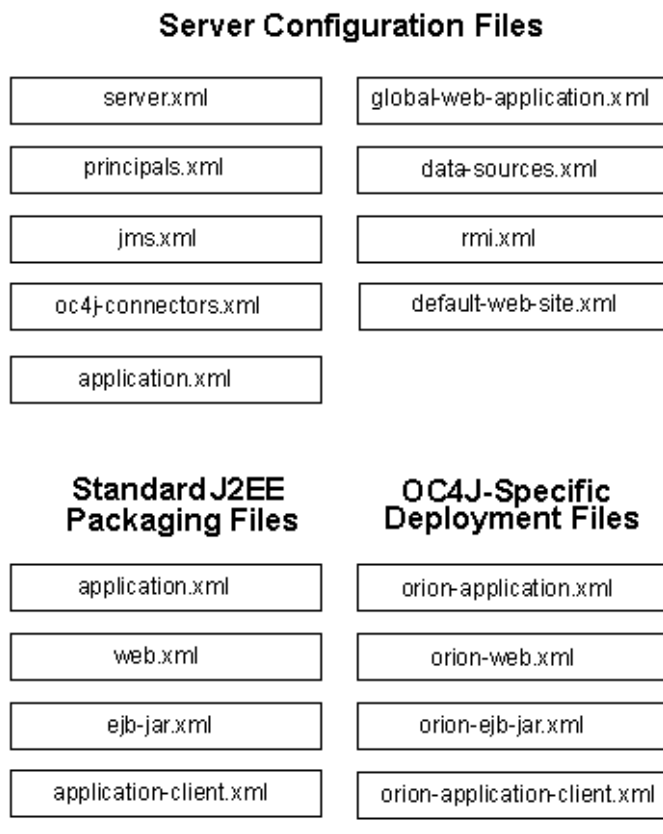 Server Configuration Files
server.xml
global-web-application.xml
principals.xml
data-sources.xml
jms.xml
rmi.xml
oc4j-connectors.xml
default-web-site.xml
application.xml
Standard J2EE
Packaging Files
OC4J-Specific
Deployment Files
application.xml
orion-application.xml
web.xml
orion-web.xml
ejb-jar.xml
orion-ejb-jar.xml
application-client.xml
orion-application-client.xml